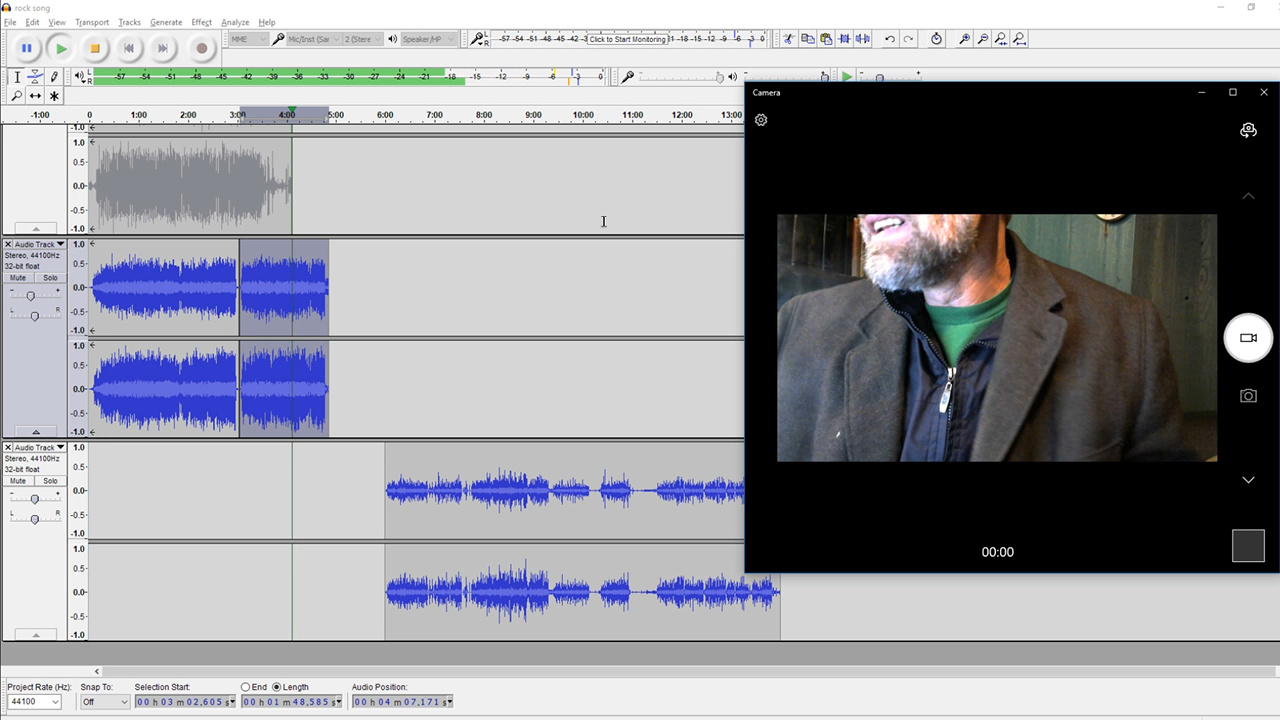 rock song
File Edit View Transport Tracks Generate Effect Analyze Help
MME Mic/Inst (Sar 2 (Stere Speaker/HP
L R -57 -54 -51 -48 -45 -42 Click to Start Monitoring -18 -15 -12 -9 -6 -3 0
L R -57 -54 -51 -48 -45 -42 -39 -36 -33 -30 -27 -24 -21 -18 -15 -12 -9 -6 -3 0
Camera
-1:00 0 1:00 2:00 3:00 4:00 5:00 6:00 7:00 8:00 9:00 10:00 11:00 12:00 13:00
-1.0
1.0
0.5
0.0
-0.5
-1.0
Audio Track
Stereo, 44100Hz
32-bit float
Mute Solo
- +
L R
1.0
0.5
0.0
-0.5
-1.0
1.0
0.5
0.0
-0.5
-1.0
Audio Track
Stereo, 44100Hz
32-bit float
Mute Solo
- +
L R
1.0
0.5
0.0
-0.5
-1.0
1.0
0.5
0.0
-0.5
-1.0
00:00
Project Rate (Hz): Snap To: Selection Start: End Length Audio Position:
44100 Off 00 h 03 m 02,605 s 00 h 01 m 48,585 s 00 h 04 m 07,171 s